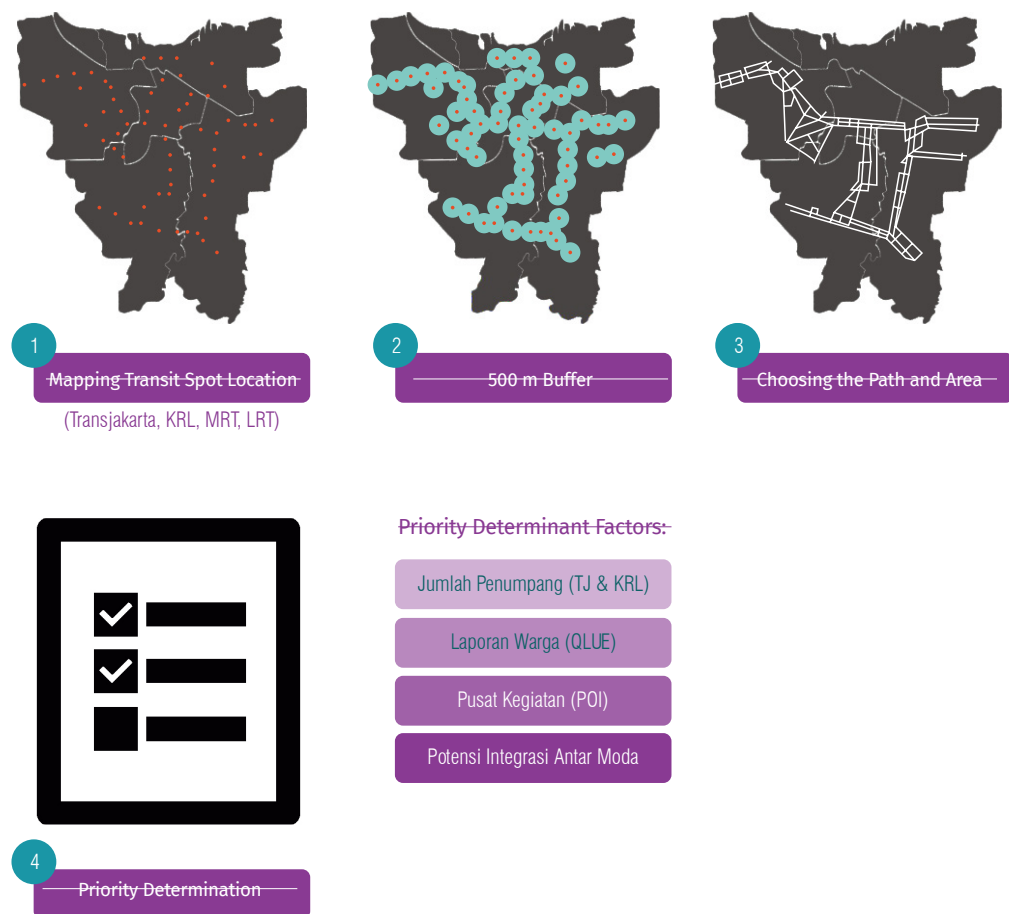 1
Mapping Transit Spot Location
(Transjakarta, KRL, MRT, LRT)
2
500 m Buffer
3
Choosing the Path and Area
4
Priority Determination
Priority Determinant Factors:
Jumlah Penumpang (TJ & KRL)
Laporan Warga (QLUE)
Pusat Kegiatan (POI)
Potensi Integrasi Antar Moda